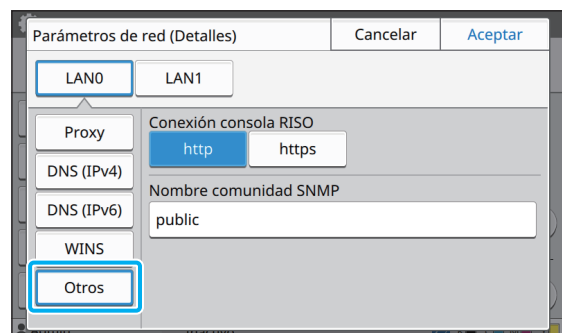 Parámetros de red (Detalles)
Cancelar
Aceptar
LAN0
LAN1
Proxy
DNS (IPv4)
DNS (IPv6)
WINS
Otros
Conexión consola RISO
http
https
Nombre comunidad SNMP
public